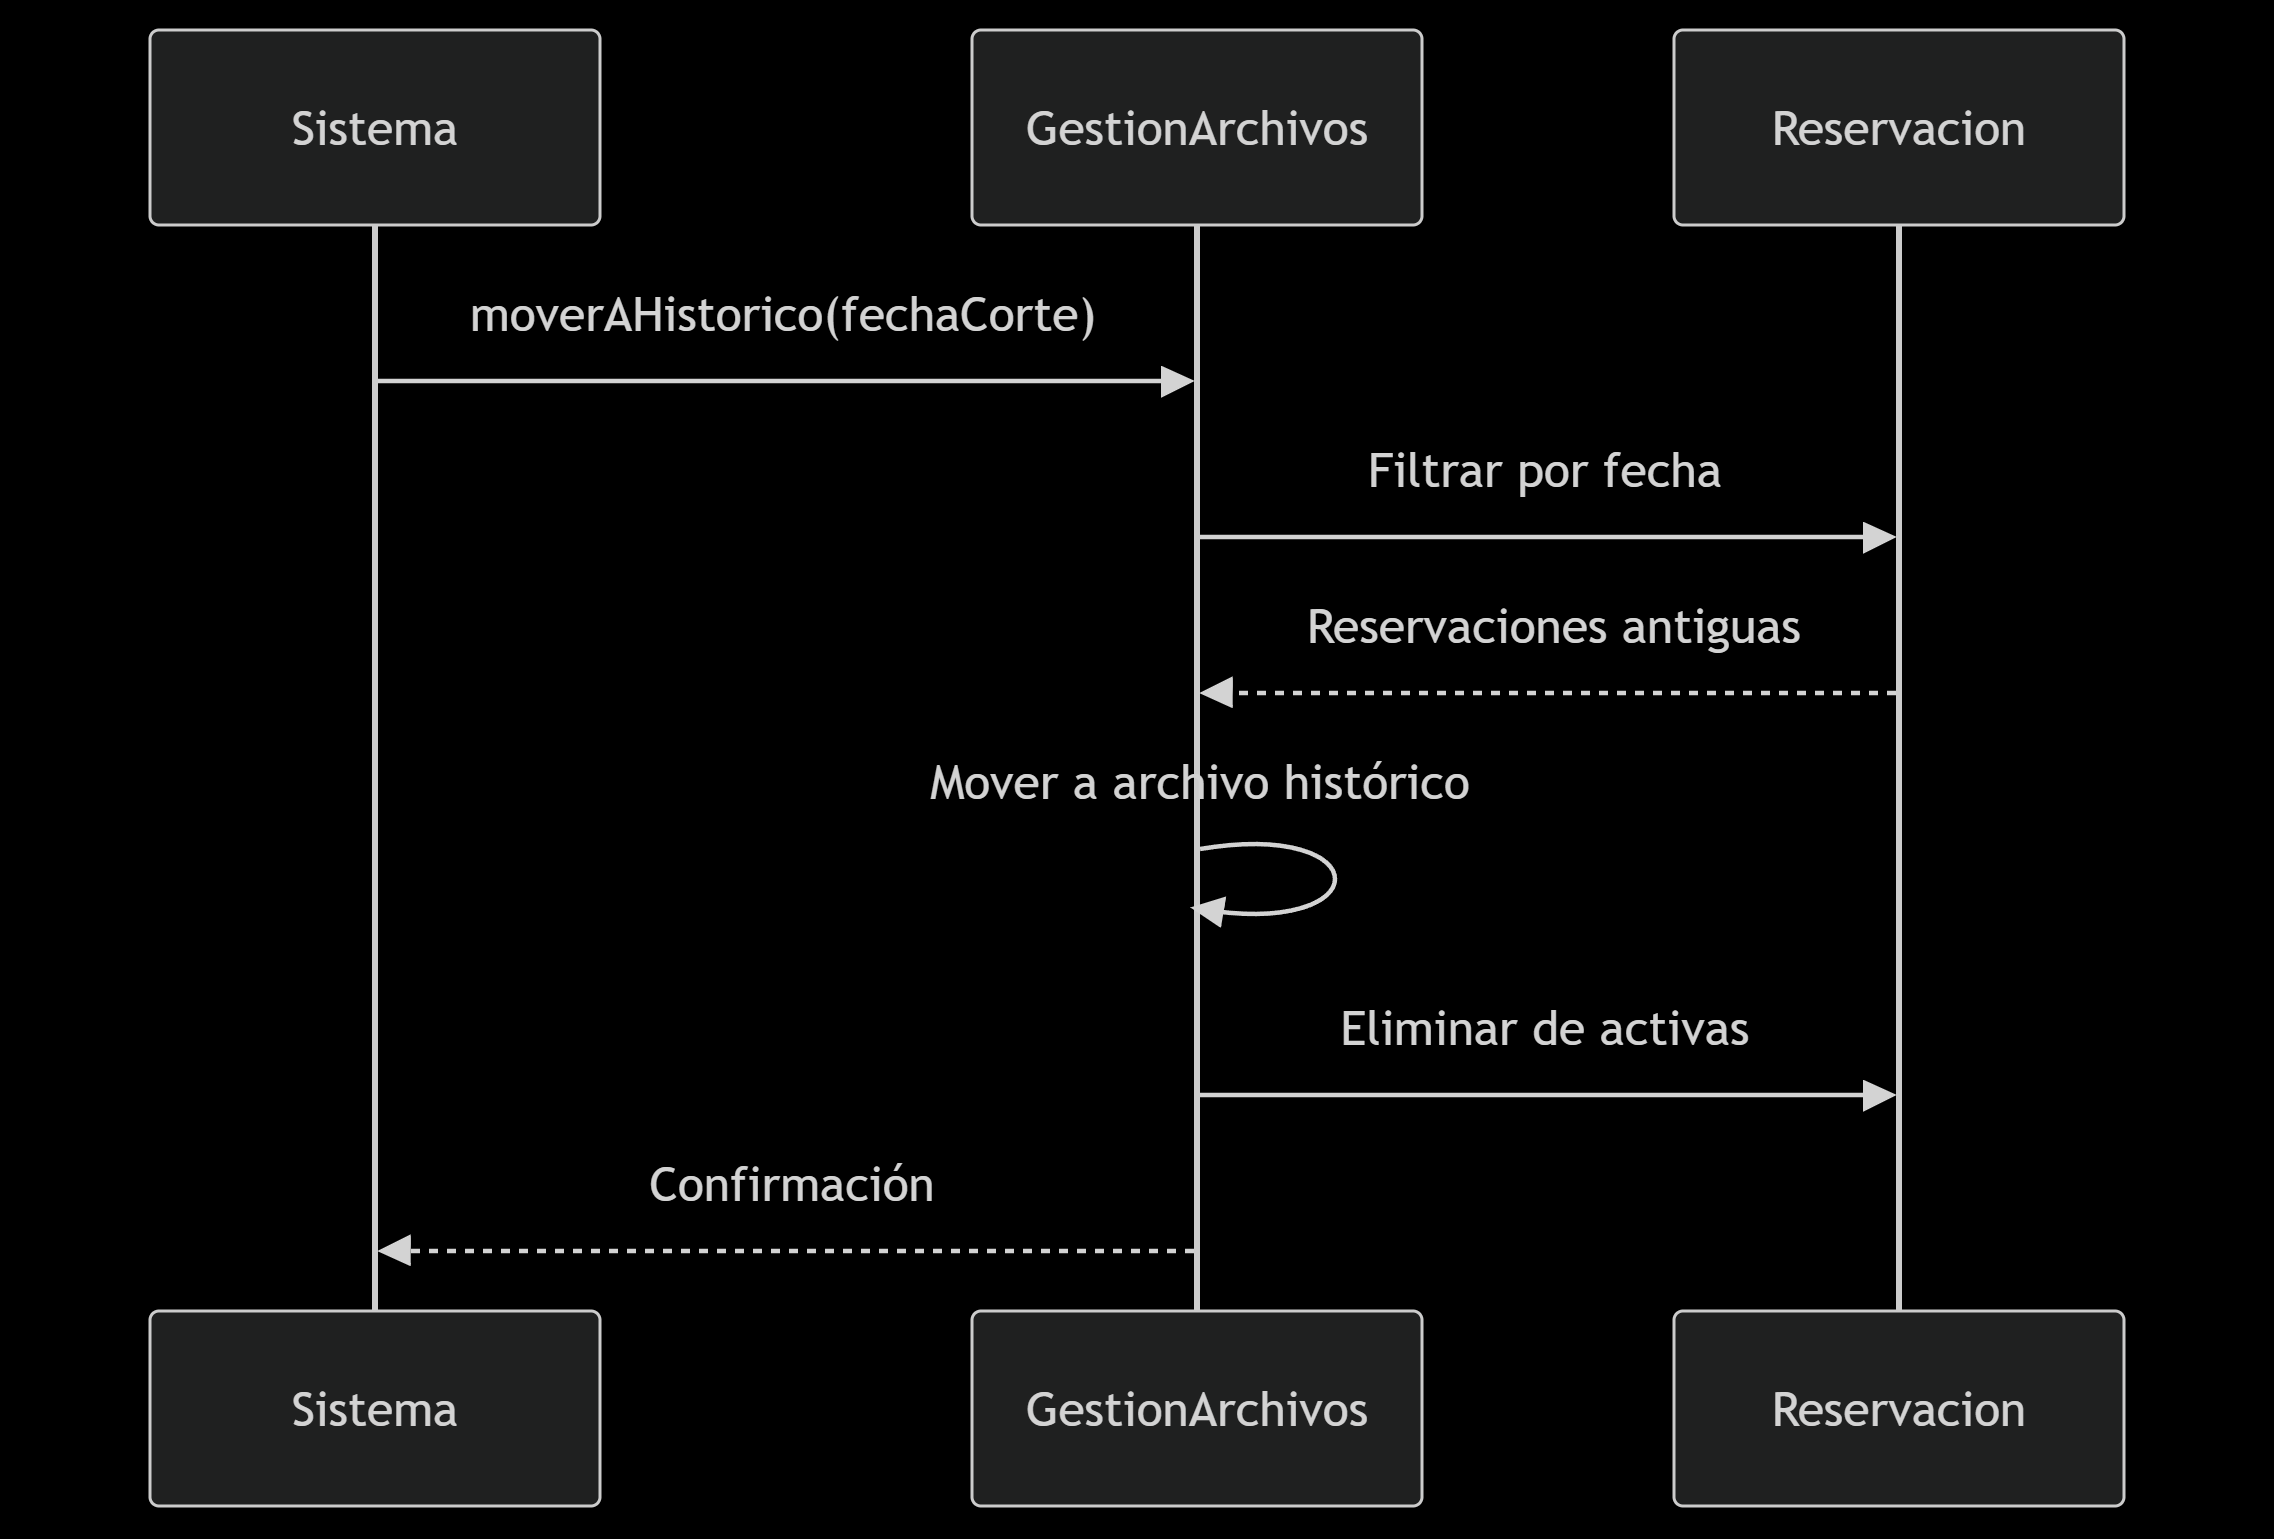 Sistema
GestionArchivos
Reservacion
moverAHistorico(fechaCorte)
Filtrar por fecha
Reservaciones antiguas
Mover a archivo histórico
Eliminar de activas
Confirmación
Sistema
GestionArchivos
Reservacion